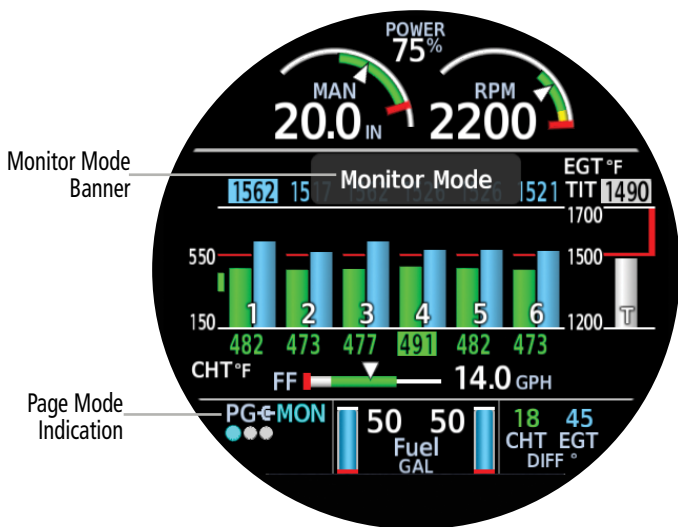 POWER
75%
MAN
20.0 IN
RPM
2200
Monitor Mode
Banner
Monitor Mode
EGT °F
1562 1521 TIT 1490
1700
550 1500
150 1200
1 2 3 4 5 6 T
482 473 477 491 482 473
CHT °F
FF 14.0 GPH
Page Mode
Indication
PG MON
50 50
Fuel
GAL
18 45
CHT EGT
DIFF °